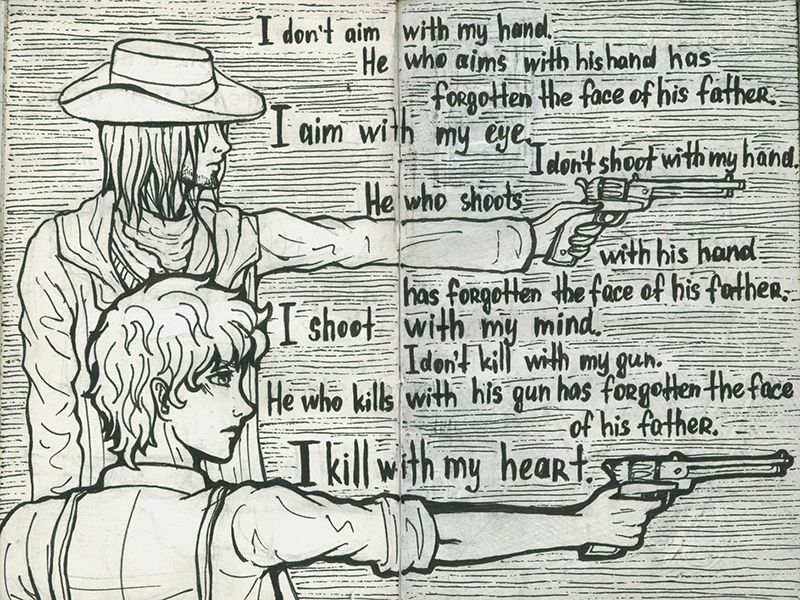 I don't aim with my hand.
He who aims with his hand has
forgotten the face of his father.
I aim with my eye.
I don't shoot with my hand.
He who shoots
with his hand
has forgotten the face of his father.
I shoot with my mind.
I don't kill with my gun.
He who kills with his gun has forgotten the face
of his father.
I kill with my heart.